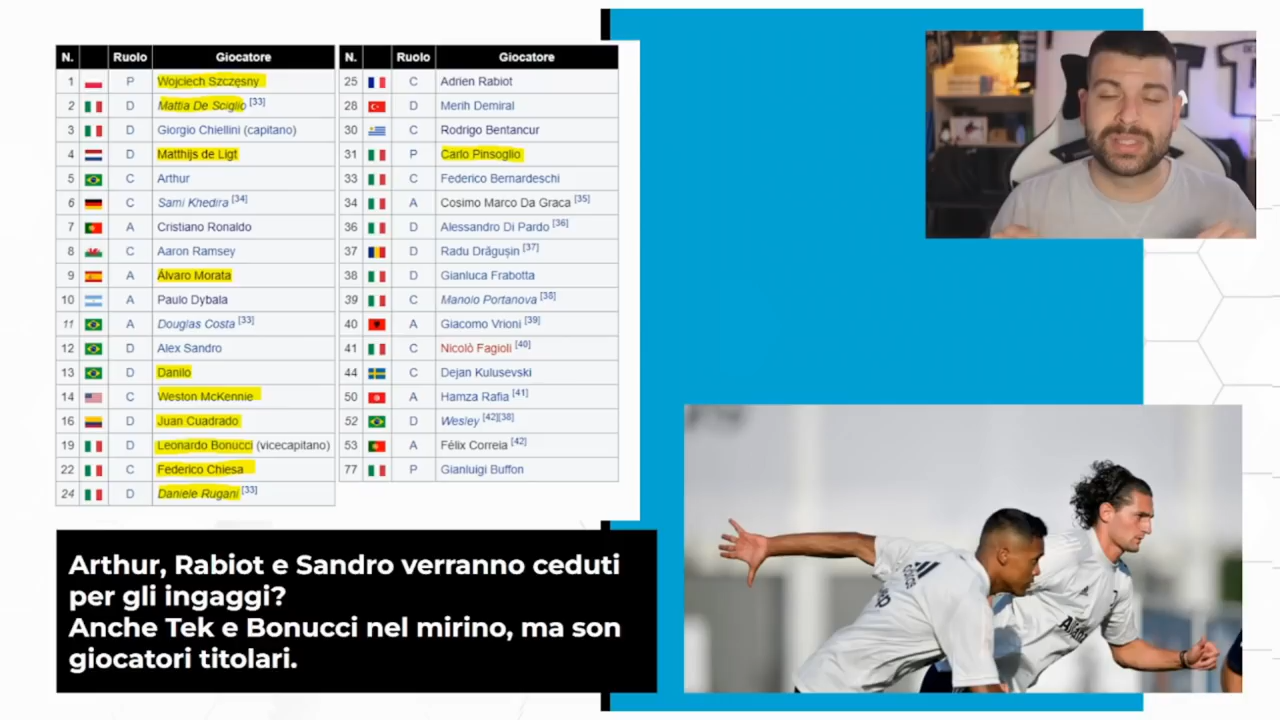 N. Ruolo Giocatore
1 P Wojciech Szczęsny
2 D Mattia De Sciglio [33]
3 D Giorgio Chiellini (capitano)
4 D Matthijs de Ligt
5 C Arthur
6 C Sami Khedira [34]
7 A Cristiano Ronaldo
8 C Aaron Ramsey
9 A Álvaro Morata
10 A Paulo Dybala
11 A Douglas Costa [33]
12 D Alex Sandro
13 D Danilo
14 C Weston McKennie
16 D Juan Cuadrado
19 D Leonardo Bonucci (vicecapitano)
22 C Federico Chiesa
24 D Daniele Rugani [33]
N. Ruolo Giocatore
25 C Adrien Rabiot
28 D Merih Demiral
30 C Rodrigo Bentancur
31 P Carlo Pinsoglio
33 C Federico Bernardeschi
34 A Cosimo Marco Da Graca [35]
36 D Alessandro Di Pardo [36]
37 D Radu Drăgușin [37]
38 D Gianluca Frabotta
39 C Manolo Portanova [38]
40 A Giacomo Vrioni [39]
41 C Nicolò Fagioli [40]
44 C Dejan Kulusevski
50 A Hamza Rafia [41]
52 D Wesley [42][38]
53 A Félix Correia [42]
77 P Gianluigi Buffon
Arthur, Rabiot e Sandro verranno ceduti
per gli ingaggi?
Anche Tek e Bonucci nel mirino, ma son
giocatori titolari.